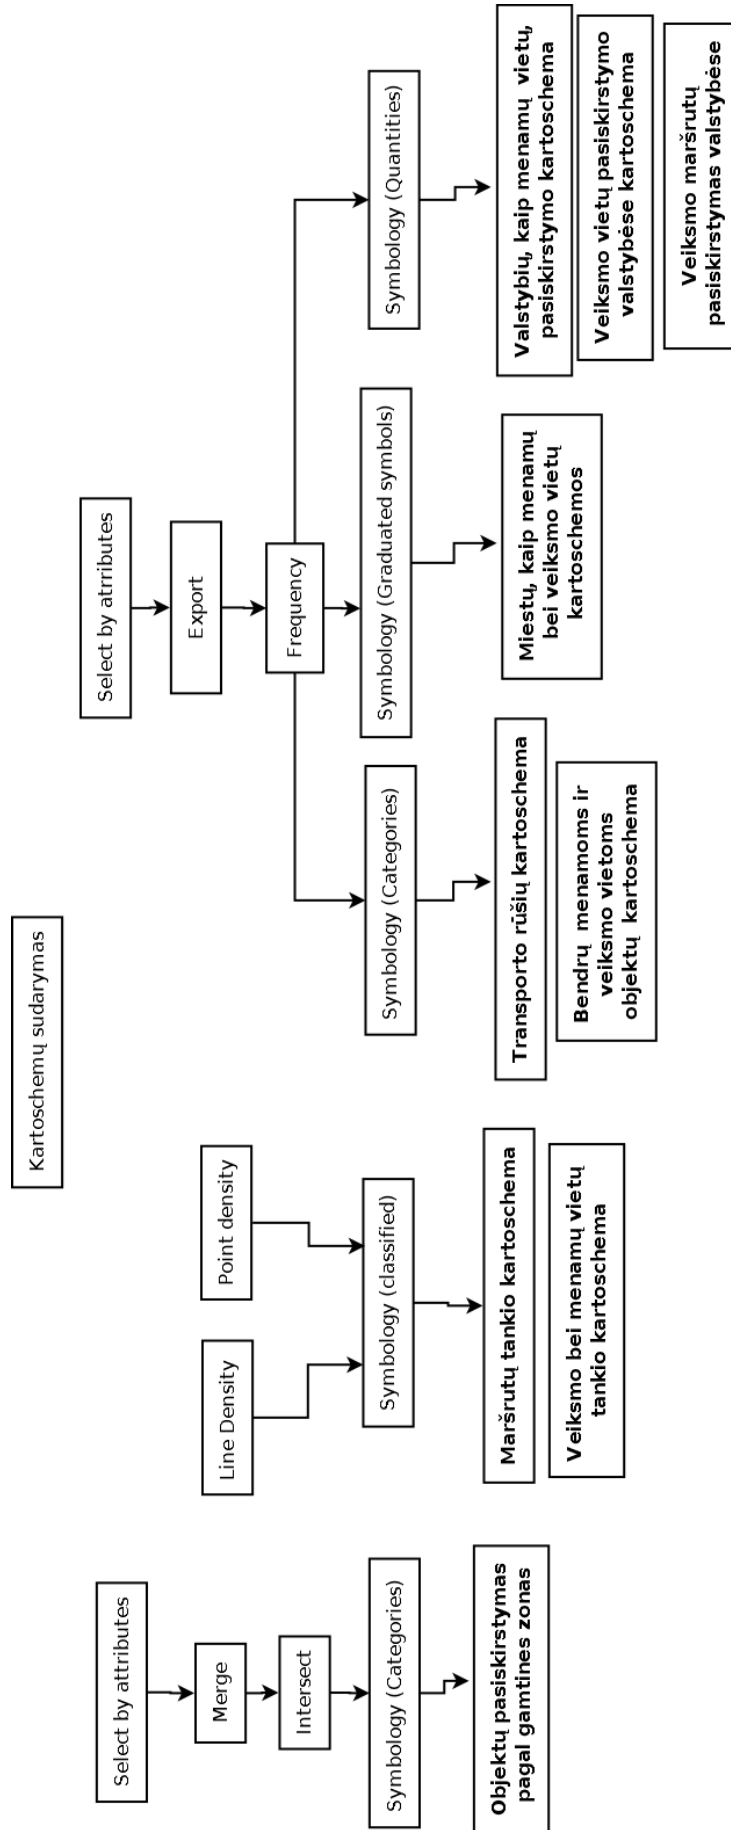 Kartoschemų sudarymas
Select by attributes
Merge
Intersect
Symbology (Categories)
Objektų pasiskirstymas
pagal gamtines zonas
Line Density
Point density
Symbology (classified)
Maršrutų tankio kartoschema
Veiksmo bei menamų vietų
tankio kartoschema
Select by atrributes
Export
Frequency
Symbology (Categories)
Transporto rūšių kartoschema
Bendrų menamoms ir
veiksmo vietoms
objektų kartoschema
Symbology (Graduated symbols)
Miestų, kaip menamų
bei veiksmo vietų
kartoschemos
Symbology (Quantities)
Valstybių, kaip menamų vietų,
pasiskirstymo kartoschema
Veiksmo vietų pasiskirstymo
valstybėse kartoschema
Veiksmo maršrutų
pasiskirstymas valstybėse